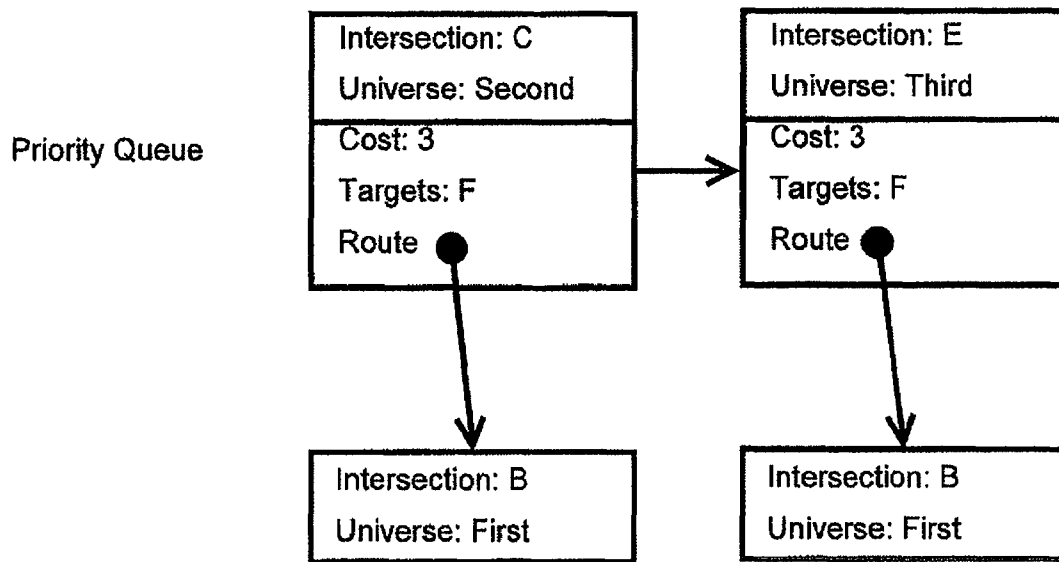 Priority Queue
Intersection: C
Universe: Second
Cost: 3
Targets: F
Route
Intersection: E
Universe: Third
Cost: 3
Targets: F
Route
Intersection: B
Universe: First
Intersection: B
Universe: First